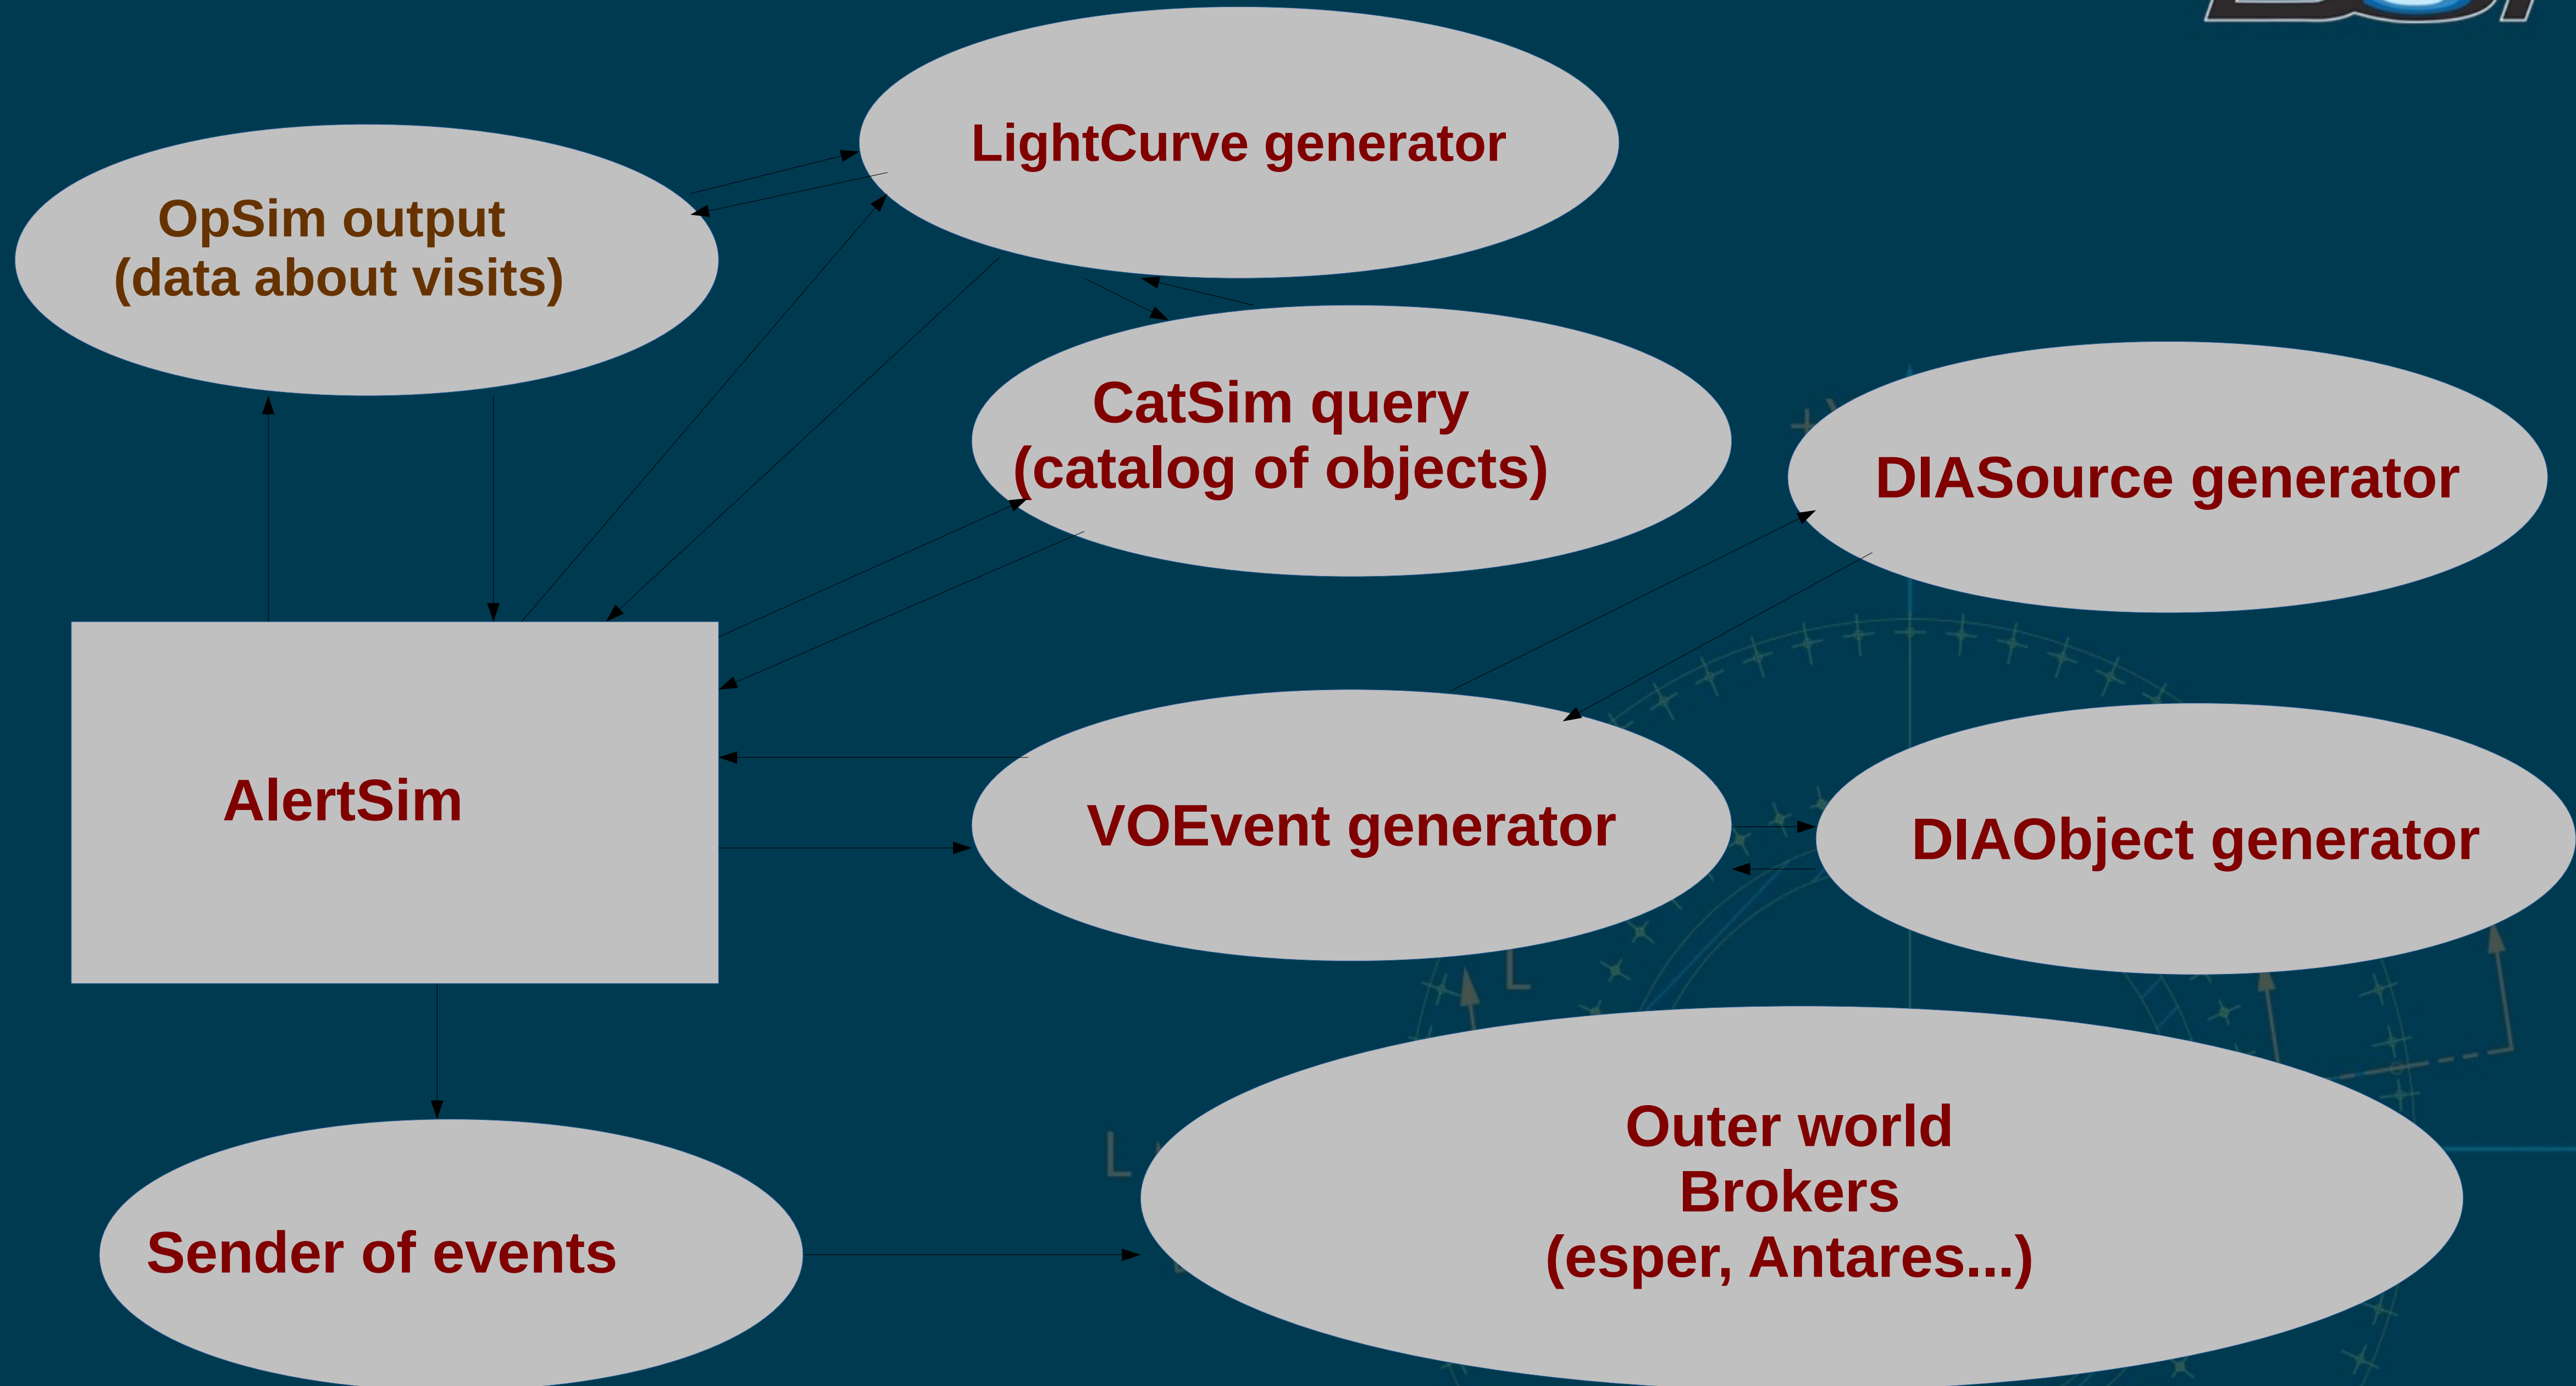 LightCurve generator
OpSim output
(data about visits)
CatSim query
(catalog of objects)
DIASource generator
AlertSim
VOEvent generator
DIAObject generator
L
L
Outer world
Brokers
(esper, Antares...)
Sender of events